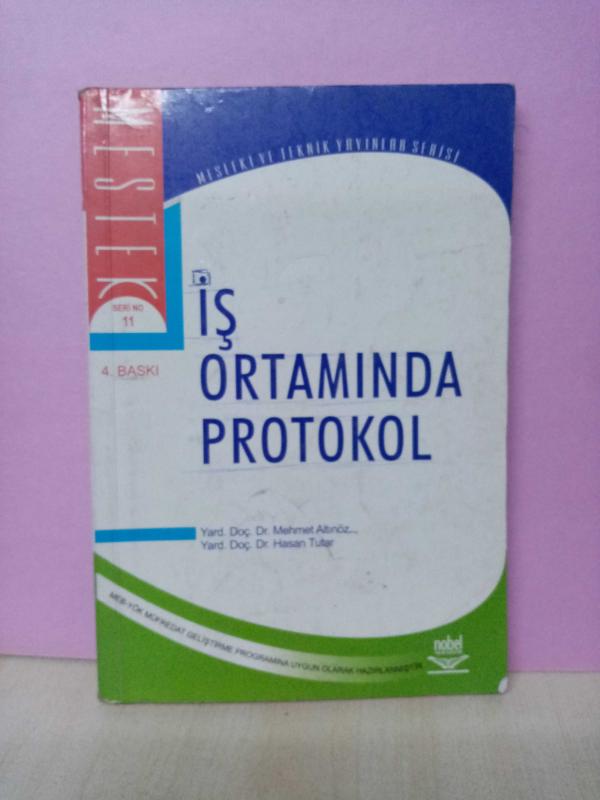 MESTEK
MESLEKİ VE TEKNİK YAYINLAR SERİSİ
SERİ NO
11
4. BASKI
İŞ
ORTAMINDA
PROTOKOL
Yard. Doç. Dr. Mehmet Altınöz
Yard. Doç. Dr. Hasan Tutar
MEB-YÖK MÜFREDAT GELİŞTİRME PROGRAMINA UYGUN OLARAK HAZIRLANMIŞTIR.
nobel